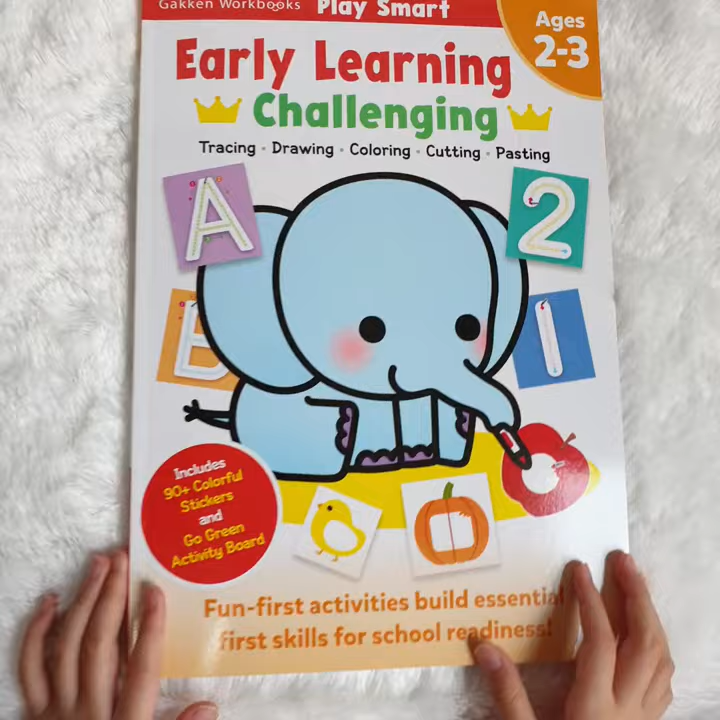 Gakken Workbooks Play Smart
Ages
2-3
Early Learning
Challenging
Tracing • Drawing • Coloring • Cutting • Pasting
A
2
B
1
Includes
90+ Colorful
Stickers
and
Go Green
Activity Board
Fun-first activities build essential
first skills for school readiness!